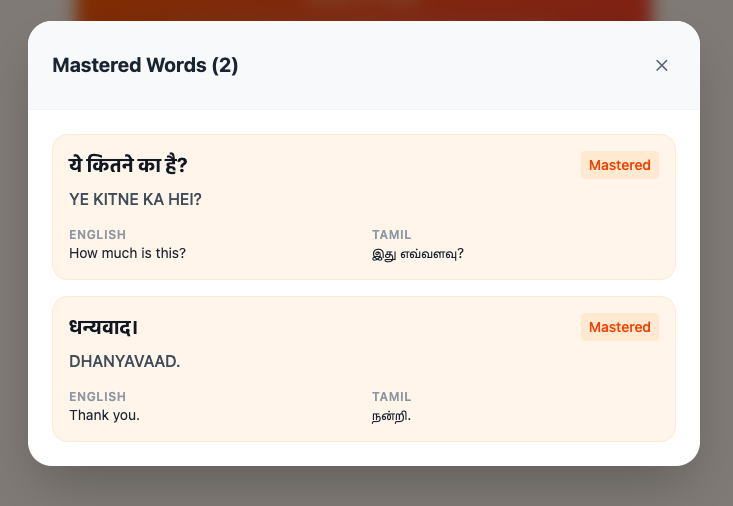 Mastered Words (2)
ये कितने का है?
Mastered
YE KITNE KA HEI?
ENGLISH
TAMIL
How much is this?
இது எவ்வளவு?
धन्यवाद।
Mastered
DHANYAVAAD.
ENGLISH
TAMIL
Thank you.
நன்றி.